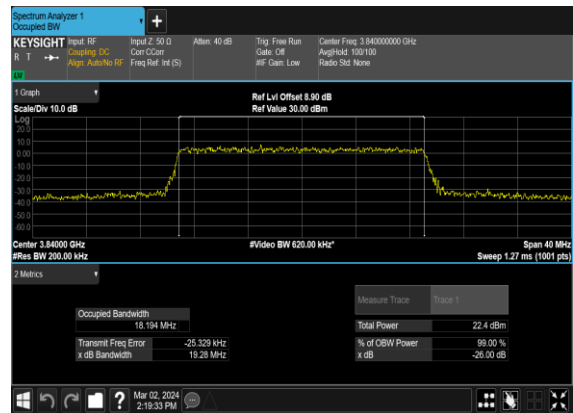 Spectrum Analyzer 1
Occupied BW
+
KEYSIGHT
R T
LW
Input: RF
Coupling: DC
Align: Auto/No RF
Input Z: 50 Ω
Corr CCorr
Freq Ref: Int (S)
Atten: 40 dB
Trig: Free Run
Gate: Off
#IF Gain: Low
Center Freq: 3.840000000 GHz
Avg|Hold: 100/100
Radio Std: None
1 Graph
Scale/Div 10.0 dB
Ref Lvl Offset 8.90 dB
Ref Value 30.00 dBm
Log
20.0
10.0
0.00
-10.0
-20.0
-30.0
-40.0
-50.0
-60.0
Center 3.84000 GHz
#Res BW 200.00 kHz
#Video BW 620.00 kHz*
Span 40 MHz
Sweep 1.27 ms (1001 pts)
2 Metrics
Measure Trace Trace 1
Occupied Bandwidth
18.194 MHz
Total Power 22.4 dBm
Transmit Freq Error -25.329 kHz
% of OBW Power 99.00 %
x dB Bandwidth 19.28 MHz
x dB -26.00 dB
?
Mar 02, 2024
2:19:33 PM